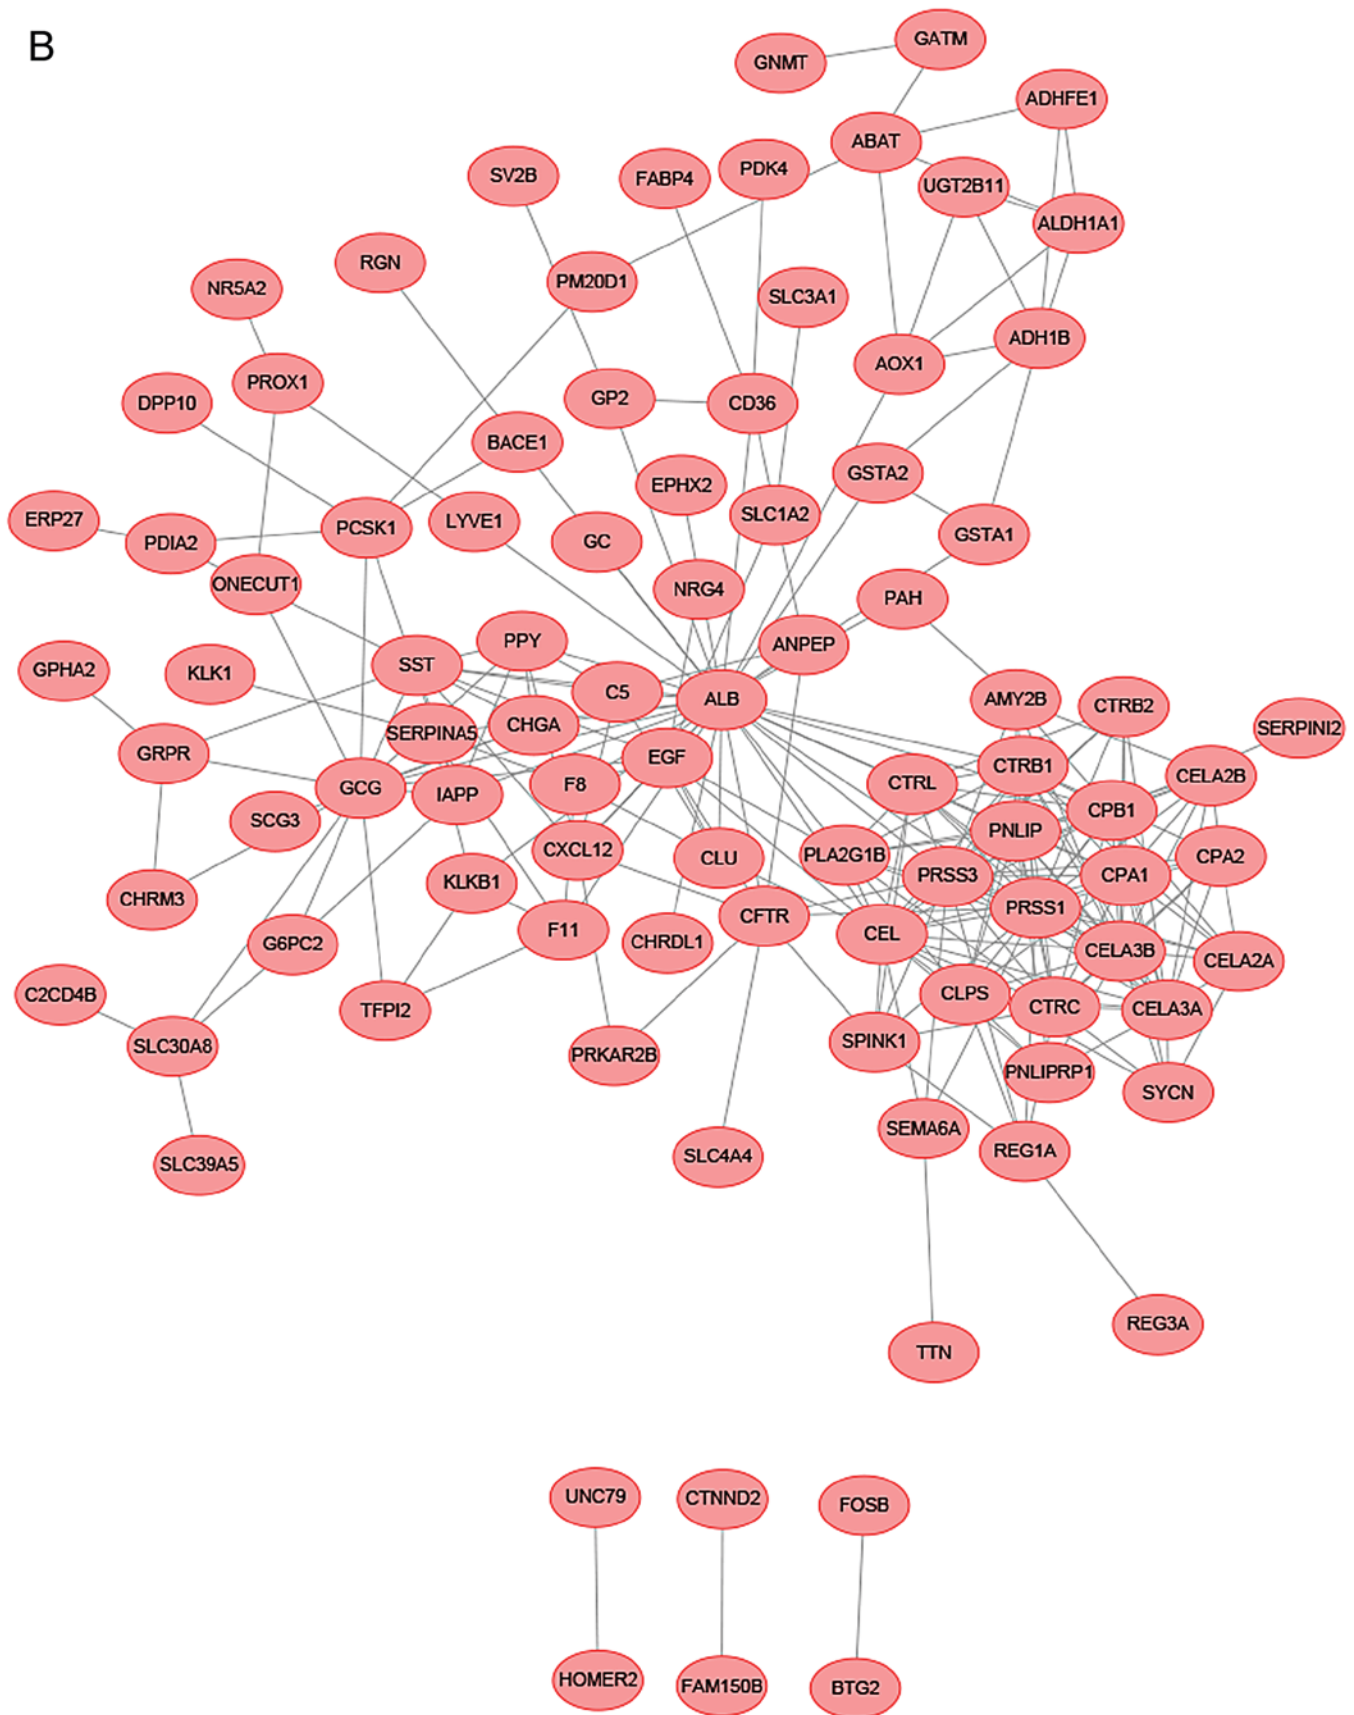 B
GATM
GNMT
ADHFE1
ABAT
PDK4
SV2B
FABP4
UGT2B11
ALDH1A1
RGN
PM20D1
NR5A2
SLC3A1
ADH1B
AOX1
PROX1
GP2
CD36
DPP10
BACE1
GSTA2
EPHX2
SLC1A2
ERP27
PCSK1
LYVE1
GSTA1
PDIA2
GC
ONECUT1
NRG4
PAH
PPY
ANPEP
SST
GPHA2
KLK1
C5
ALB
AMY2B
CTRB2
CHGA
SERPINA5
SERPINI2
GRPR
EGF
CTRB1
CELA2B
GCG
IAPP
F8
CTRL
CPB1
SCG3
PNLIP
CXCL12
CLU
PLA2G1B
CPA2
KLKB1
PRSS3
CPA1
CHRM3
PRSS1
CFTR
F11
CEL
G6PC2
CHRDL1
CELA3B
CELA2A
C2CD4B
CLPS
CTRC
CELA3A
TFPI2
SLC30A8
SPINK1
PRKAR2B
PNLIPRP1
SYCN
SEMA6A
REG1A
SLC4A4
SLC39A5
REG3A
TTN
UNC79
CTNND2
FOSB
HOMER2
FAM150B
BTG2